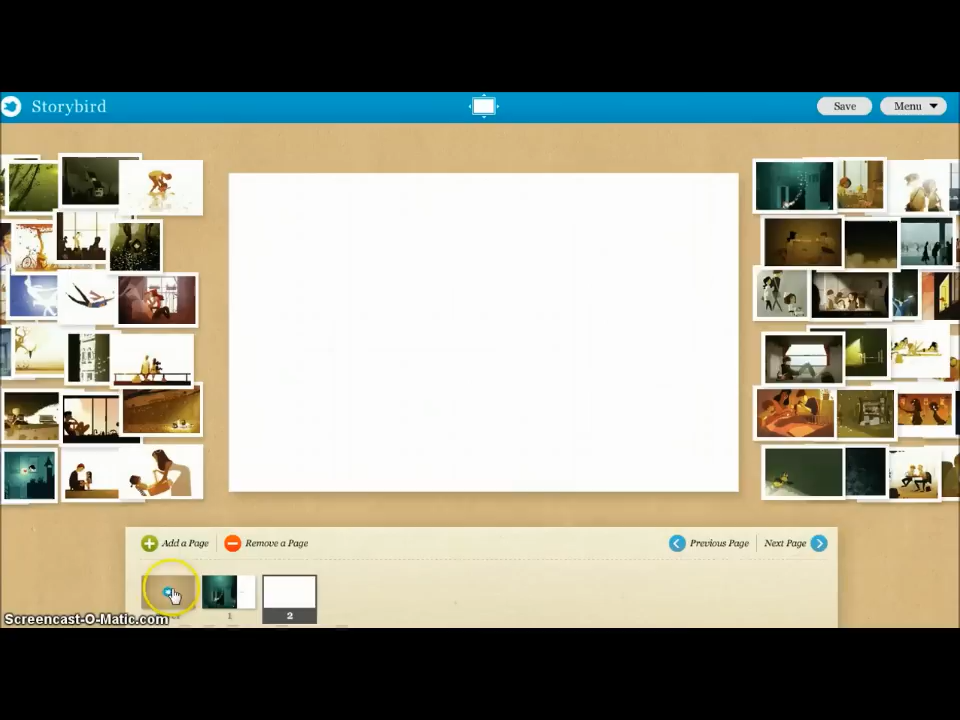 Storybird
Save
Menu
Add a Page
Remove a Page
Previous Page
Next Page
1
2
Screencast-O-Matic.com